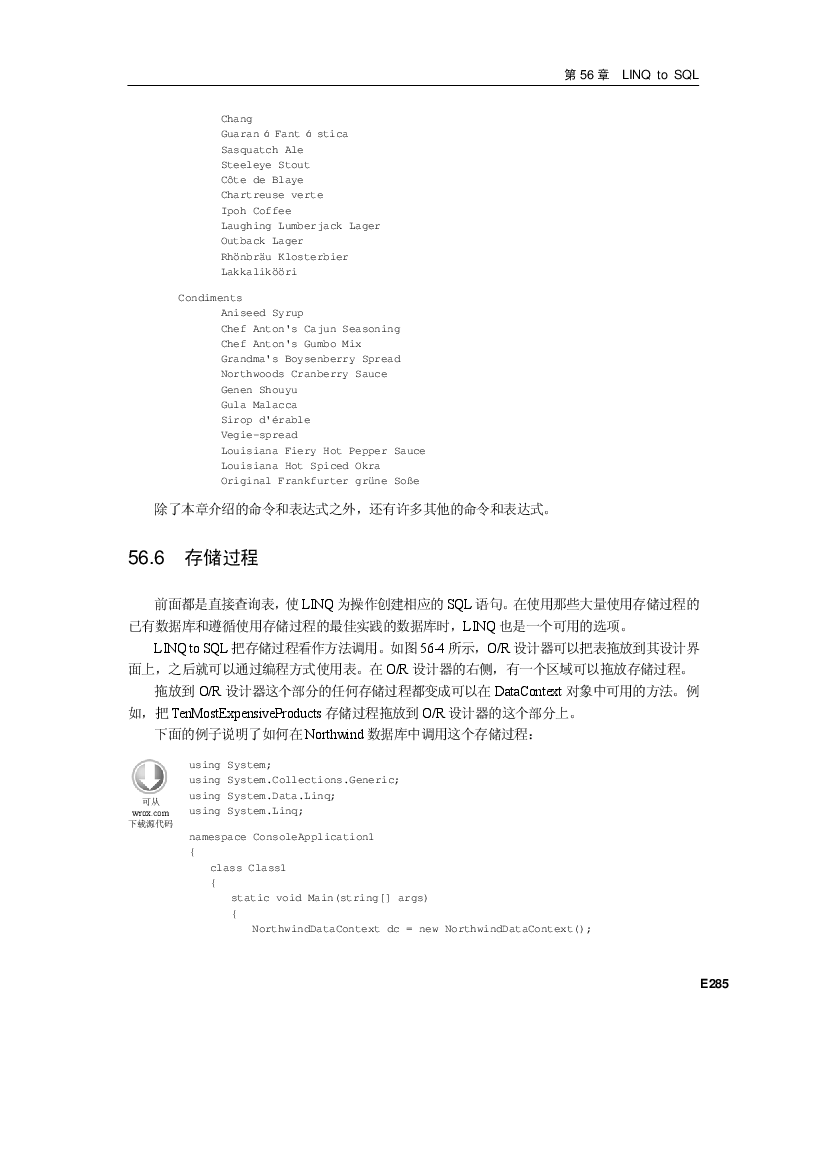 第 56 章 LINQ to SQL
Chang
Guaran ó Fant ó stica
Sasquatch Ale
Steeleye Stout
Côte de Blaye
Chartreuse verte
Ipoh Coffee
Laughing Lumberjack Lager
Outback Lager
Rhönbräu Klosterbier
Lakkalikööri
Condiments
Aniseed Syrup
Chef Anton's Cajun Seasoning
Chef Anton's Gumbo Mix
Grandma's Boysenberry Spread
Northwoods Cranberry Sauce
Genen Shouyu
Gula Malacca
Sirop d'érable
Vegie-spread
Louisiana Fiery Hot Pepper Sauce
Louisiana Hot Spiced Okra
Original Frankfurter grüne Soße
除了本章介绍的命令和表达式之外，还有许多其他的命令和表达式。
56.6 存储过程
前面都是直接查询表，使 LINQ 为操作创建相应的 SQL 语句。在使用那些大量使用存储过程的
已有数据库和遵循使用存储过程的最佳实践的数据库时，LINQ 也是一个可用的选项。
LINQ to SQL 把存储过程看作方法调用。如图 56-4 所示，O/R 设计器可以把表拖放到其设计界
面上，之后就可以通过编程方式使用表。在 O/R 设计器的右侧，有一个区域可以拖放存储过程。
拖放到 O/R 设计器这个部分的任何存储过程都变成可以在 DataContext 对象中可用的方法。例
如，把 TenMostExpensiveProducts 存储过程拖放到 O/R 设计器的这个部分上。
下面的例子说明了如何在 Northwind 数据库中调用这个存储过程：
可从
wrox.com
下载源代码
using System;
using System.Collections.Generic;
using System.Data.Linq;
using System.Linq;
namespace ConsoleApplication1
{
class Class1
{
static void Main(string[] args)
{
NorthwindDataContext dc = new NorthwindDataContext();
E285